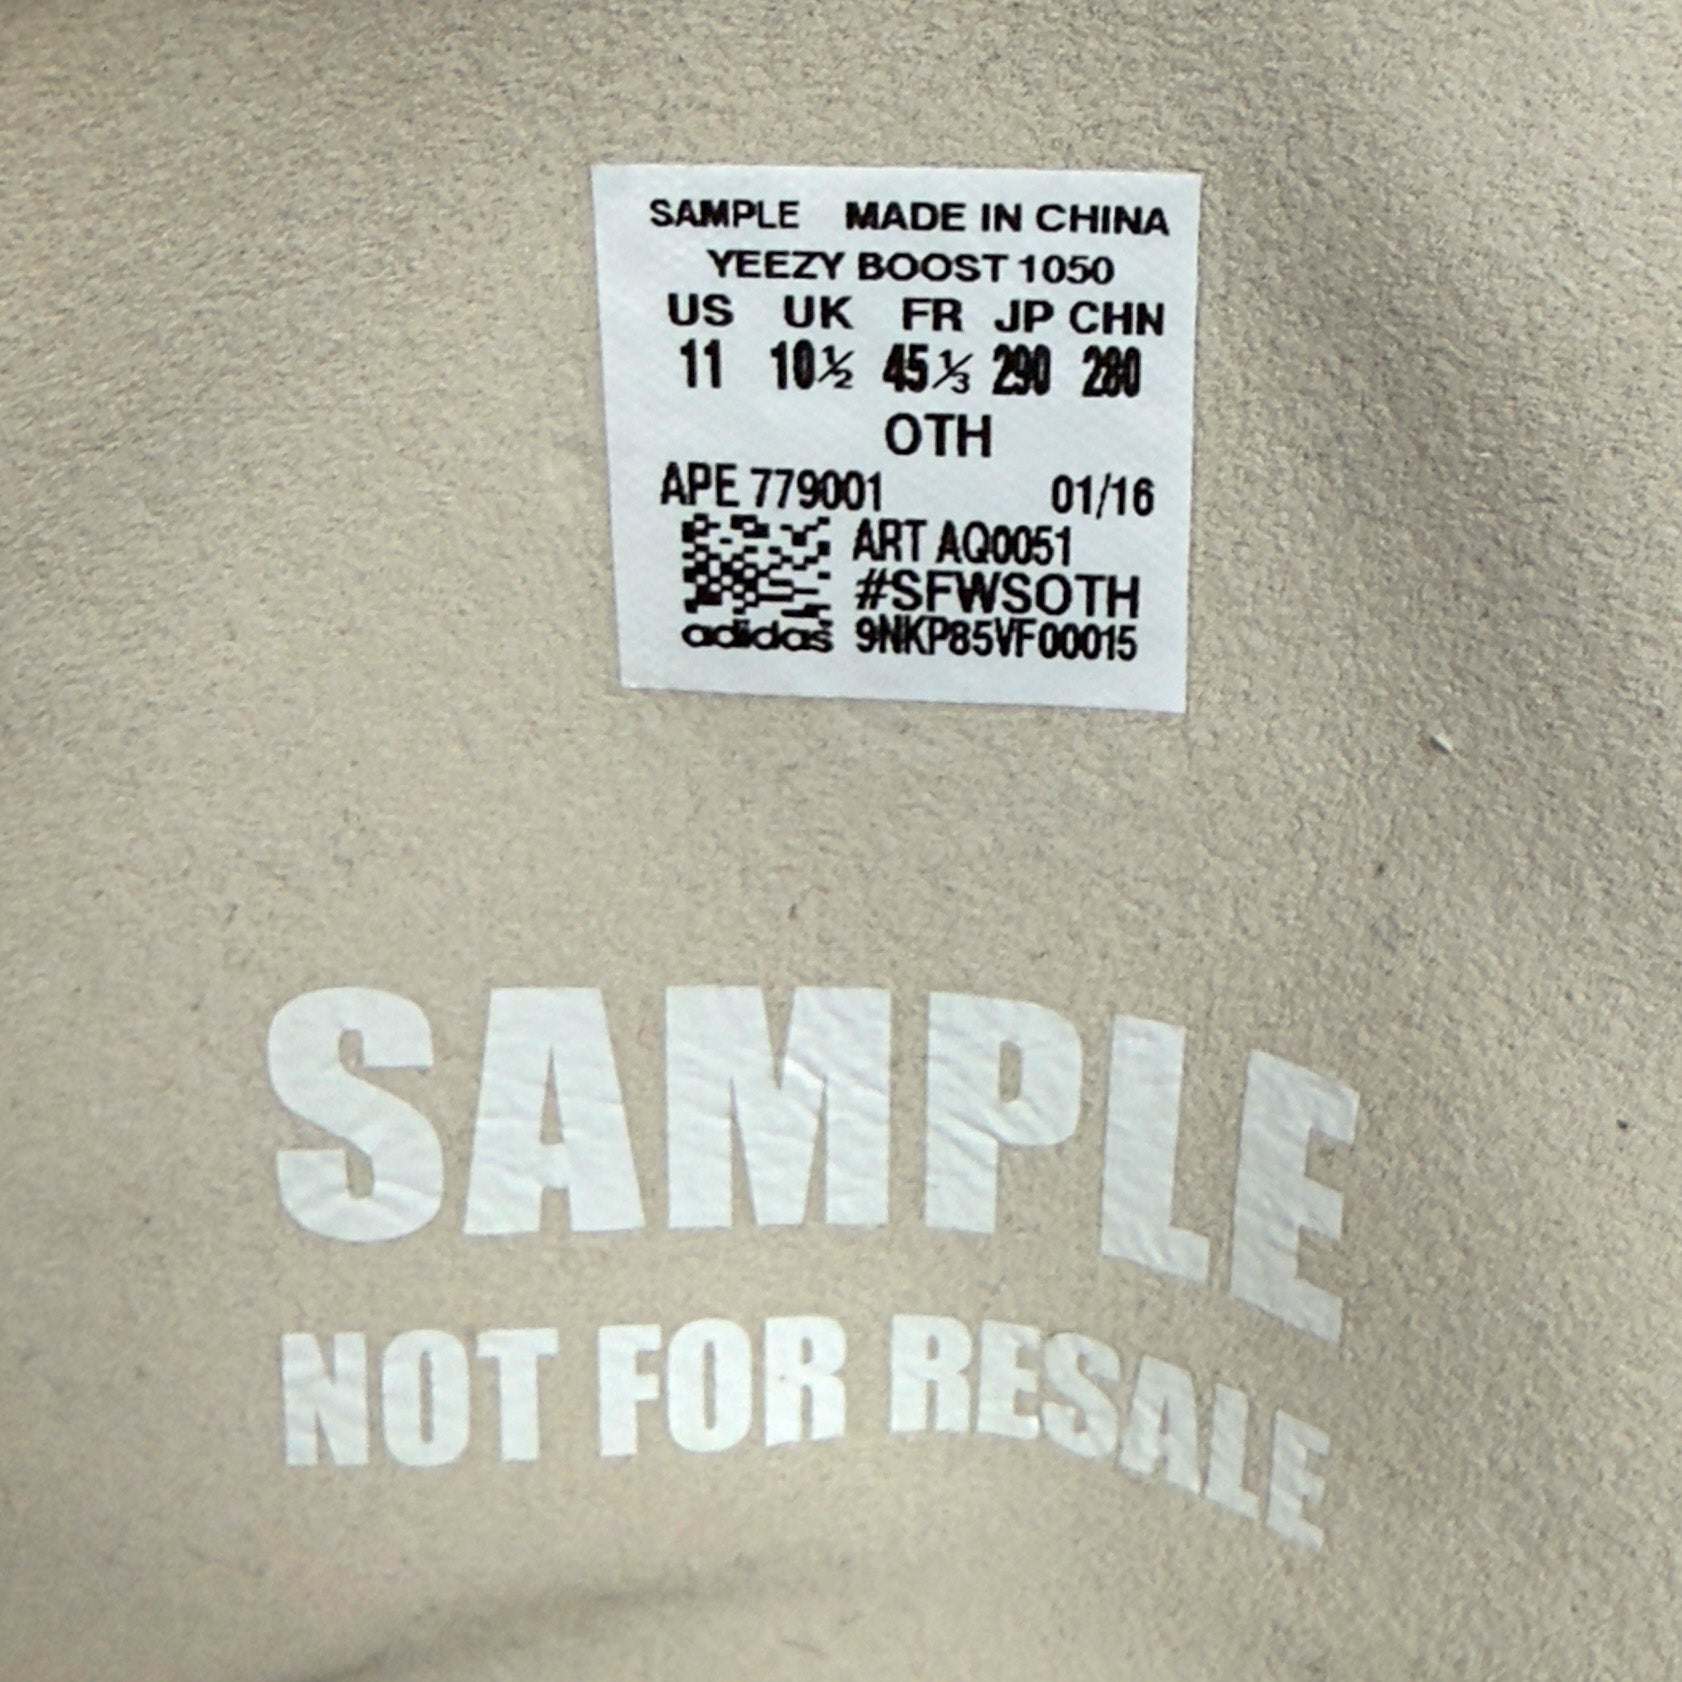 SAMPLE MADE IN CHINA
YEEZY BOOST 1050
US UK FR JP CHN
11 10½ 45⅓ 290 280
OTH
APE 779001 01/16
ART AQ0051
#SFWSOTH
adidas 9NKP85VF00015
SAMPLE
NOT FOR RESALE